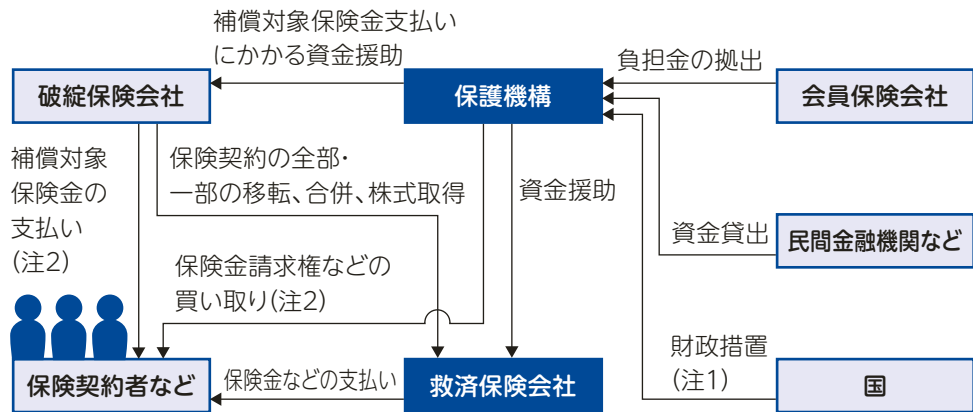 補償対象保険金支払い
にかかる資金援助
負担金の拠出
破綻保険会社
保護機構
会員保険会社
補償対象
保険金の
支払い
(注2)
保険契約の全部・
一部の移転、合併、株式取得
資金援助
資金貸出
民間金融機関など
保険金請求権などの
買い取り(注2)
財政措置
(注1)
保険契約者など
保険金などの支払い
救済保険会社
国